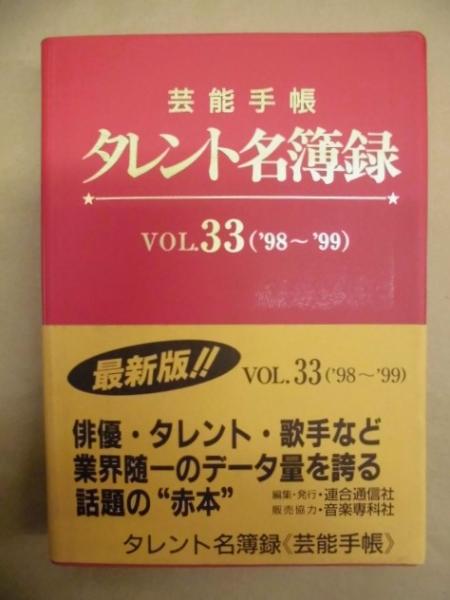 芸能手帳
タレント名簿録
VOL.33('98〜'99)
最新版!!
VOL.33('98〜'99)
俳優・タレント・歌手など
業界随一のデータ量を誇る
話題の“赤本”
編集・発行・連合通信社
販売協力・音楽専科社
タレント名簿録《芸能手帳》